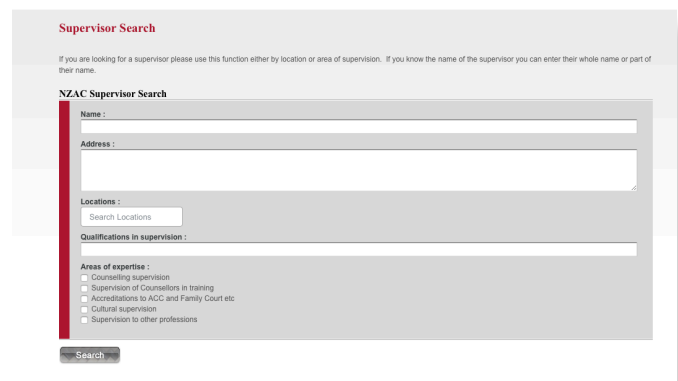 Supervisor Search
If you are looking for a supervisor please use this function either by location or area of supervision. If you know the name of the supervisor you can enter their whole name or part of
their name.
NZAC Supervisor Search
Name :
Address :
Locations :
Search Locations
Qualifications in supervision :
Areas of expertise :
Counselling supervision
Supervision of Counsellors in training
Accreditations to ACC and Family Court etc
Cultural supervision
Supervision to other professions
Search